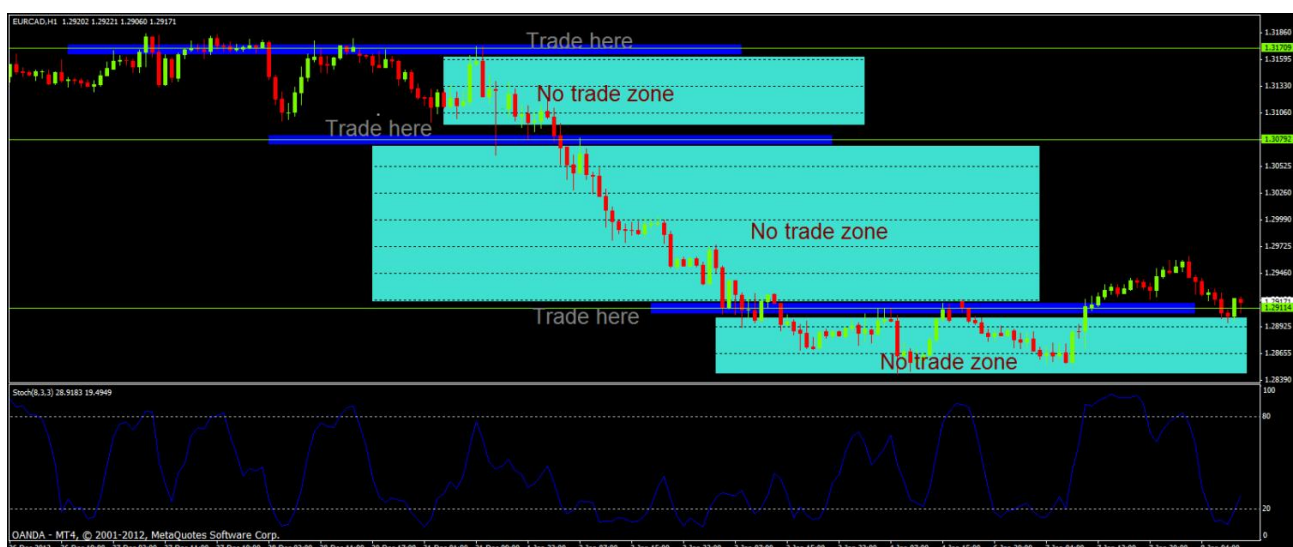 EURCAD,H1 1.29202 1.29221 1.29060 1.29171
Trade here
1.31860
1.31709
1.31595
No trade zone
1.31330
1.31060
Trade here
1.30792
1.30525
1.30260
No trade zone
1.29990
1.29725
1.29460
1.29171
1.29114
Trade here
1.28925
No trade zone
1.28655
1.28390
Stoch(8,3,3) 28.9183 19.4949
100
80
20
0
OANDA - MT4, © 2001-2012, MetaQuotes Software Corp.